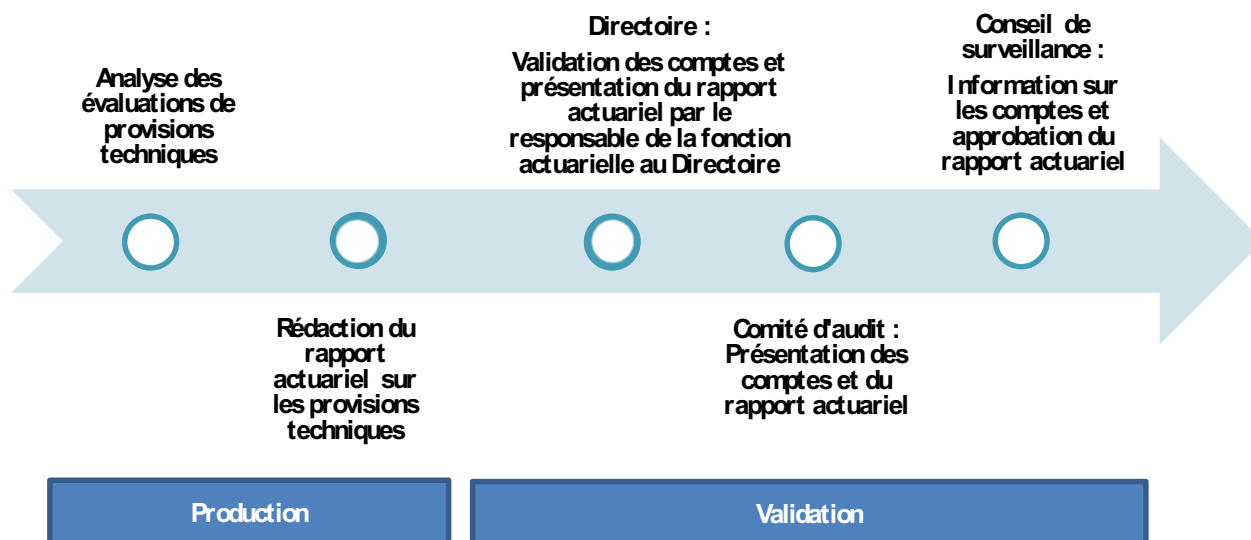 Analyse des
évaluations de
provisions
techniques
Rédaction du
rapport
actuariel sur
les provisions
techniques
Directoire :
Validation des comptes et
présentation du rapport
actuariel par le
responsable de la fonction
actuarielle au Directoire
Comité d'audit :
Présentation des
comptes et du
rapport actuariel
Conseil de
surveillance :
Information sur
les comptes et
approbation du
rapport actuariel
Production
Validation